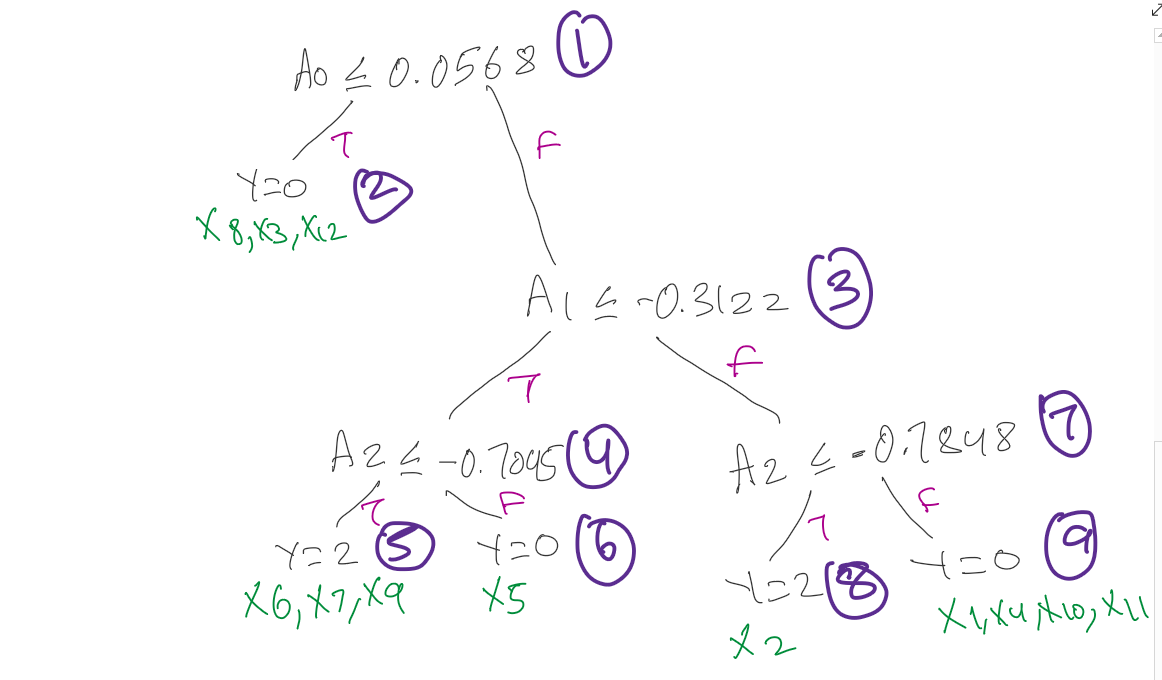 A0 ≤ 0.0568 1
T
F
Y=0 2
X8, X3, X12
A1 ≤ -0.3122 3
T
F
A2 ≤ -0.7045 4
A2 ≤ -0.7848 7
T
F
T
F
Y=2 5
Y=0 6
Y=2 8
Y=0 9
X6, X7, X9
X5
X2
X1, X4, X10, X11